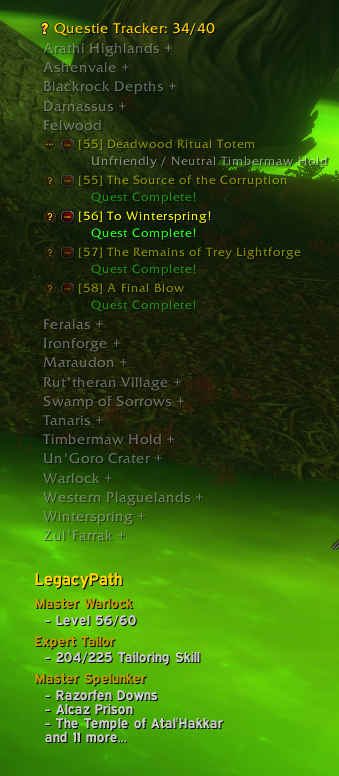 ? Questie Tracker: 34/40
Arathi Highlands +
Ashenvale +
Blackrock Depths +
Darnassus +
Felwood
... [55] Deadwood Ritual Totem
Unfriendly / Neutral Timbermaw Hold
? [55] The Source of the Corruption
Quest Complete!
? [56] To Winterspring!
Quest Complete!
? [57] The Remains of Trey Lightforge
Quest Complete!
? [58] A Final Blow
Quest Complete!
Feralas +
Ironforge +
Maraudon +
Rut'theran Village +
Swamp of Sorrows +
Tanaris +
Timbermaw Hold +
Un'Goro Crater +
Warlock +
Western Plaguelands +
Winterspring +
Zul'Farrak +
LegacyPath
Master Warlock
- Level 56/60
Expert Tailor
- 204/225 Tailoring Skill
Master Spelunker
- Razorfen Downs
- Alcaz Prison
- The Temple of Atal'Hakkar
and 11 more...